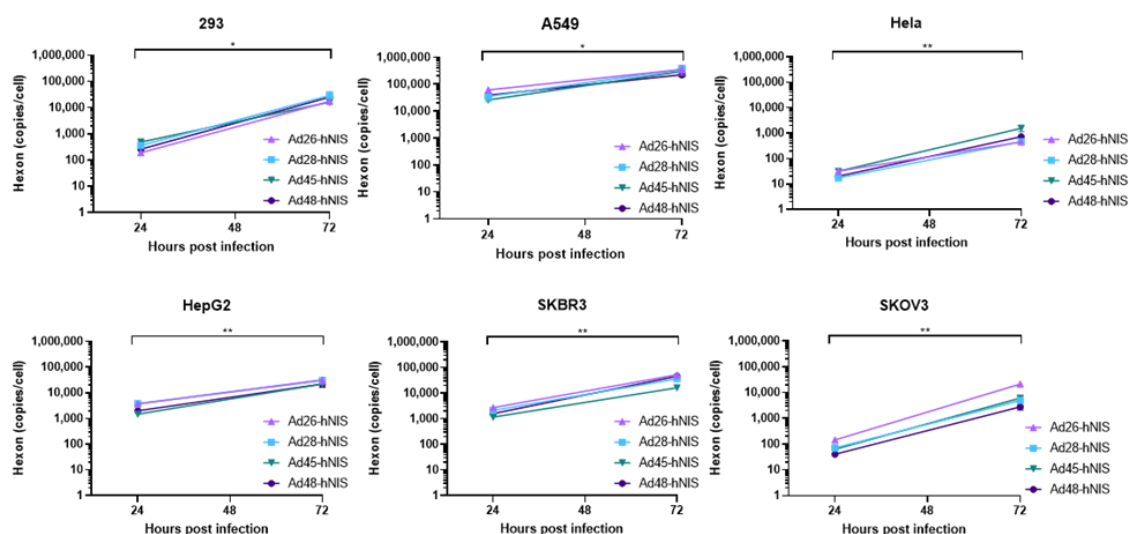 293
*
1,000,000
100,000
10,000
1,000
100
10
1
Hexon (copies/cell)
24
48
72
Hours post infection
Ad26-hNIS
Ad28-hNIS
Ad45-hNIS
Ad48-hNIS
A549
*
1,000,000
100,000
10,000
1,000
100
10
1
Hexon (copies/cell)
24
48
72
Hours post infection
Ad26-hNIS
Ad28-hNIS
Ad45-hNIS
Ad48-hNIS
Hela
**
1,000,000
100,000
10,000
1,000
100
10
1
Hexon (copies/cell)
24
48
72
Hours post infection
Ad26-hNIS
Ad28-hNIS
Ad45-hNIS
Ad48-hNIS
HepG2
**
1,000,000
100,000
10,000
1,000
100
10
1
Hexon (copies/cell)
24
48
72
Hours post infection
Ad26-hNIS
Ad28-hNIS
Ad45-hNIS
Ad48-hNIS
SKBR3
**
1,000,000
100,000
10,000
1,000
100
10
1
Hexon (copies/cell)
24
48
72
Hours post infection
Ad26-hNIS
Ad28-hNIS
Ad45-hNIS
Ad48-hNIS
SKOV3
**
1,000,000
100,000
10,000
1,000
100
10
1
Hexon (copies/cell)
24
48
72
Hours post infection
Ad26-hNIS
Ad28-hNIS
Ad45-hNIS
Ad48-hNIS